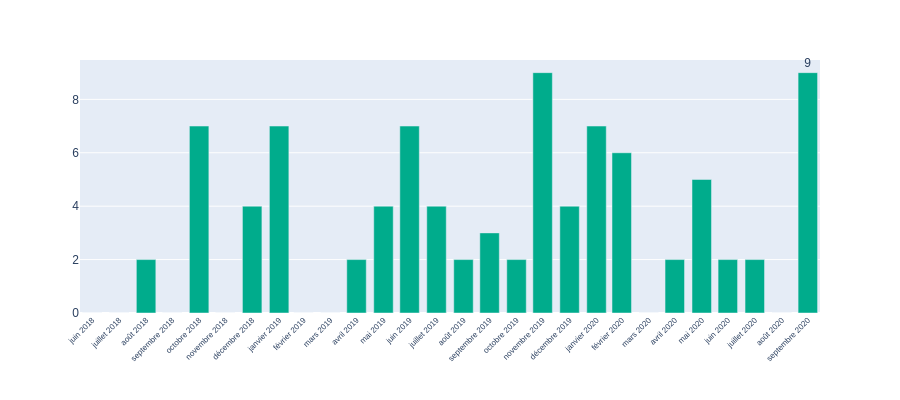 9
8
6
4
2
0
juin 2018
juillet 2018
août 2018
septembre 2018
octobre 2018
novembre 2018
décembre 2018
janvier 2019
février 2019
mars 2019
avril 2019
mai 2019
juin 2019
juillet 2019
août 2019
septembre 2019
octobre 2019
novembre 2019
décembre 2019
janvier 2020
février 2020
mars 2020
avril 2020
mai 2020
juin 2020
juillet 2020
août 2020
septembre 2020